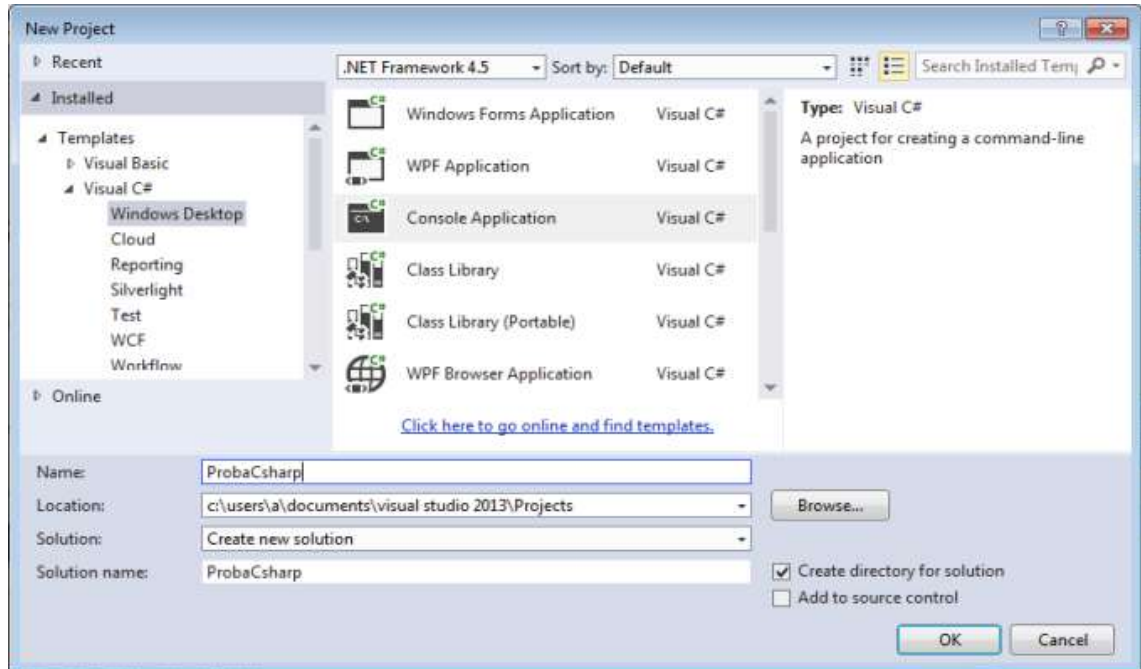 New Project
Recent
.NET Framework 4.5
Sort by: Default
Search Installed Tem
Installed
Templates
Visual Basic
Visual C#
Windows Desktop
Cloud
Reporting
Silverlight
Test
WCF
Workflow
Online
Windows Forms Application Visual C#
WPF Application Visual C#
Console Application Visual C#
Class Library Visual C#
Class Library (Portable) Visual C#
WPF Browser Application Visual C#
Click here to go online and find templates.
Type: Visual C#
A project for creating a command-line
application
Name: ProbaCsharp
Location: c:\users\a\documents\visual studio 2013\Projects
Browse...
Solution: Create new solution
Solution name: ProbaCsharp
Create directory for solution
Add to source control
OK Cancel